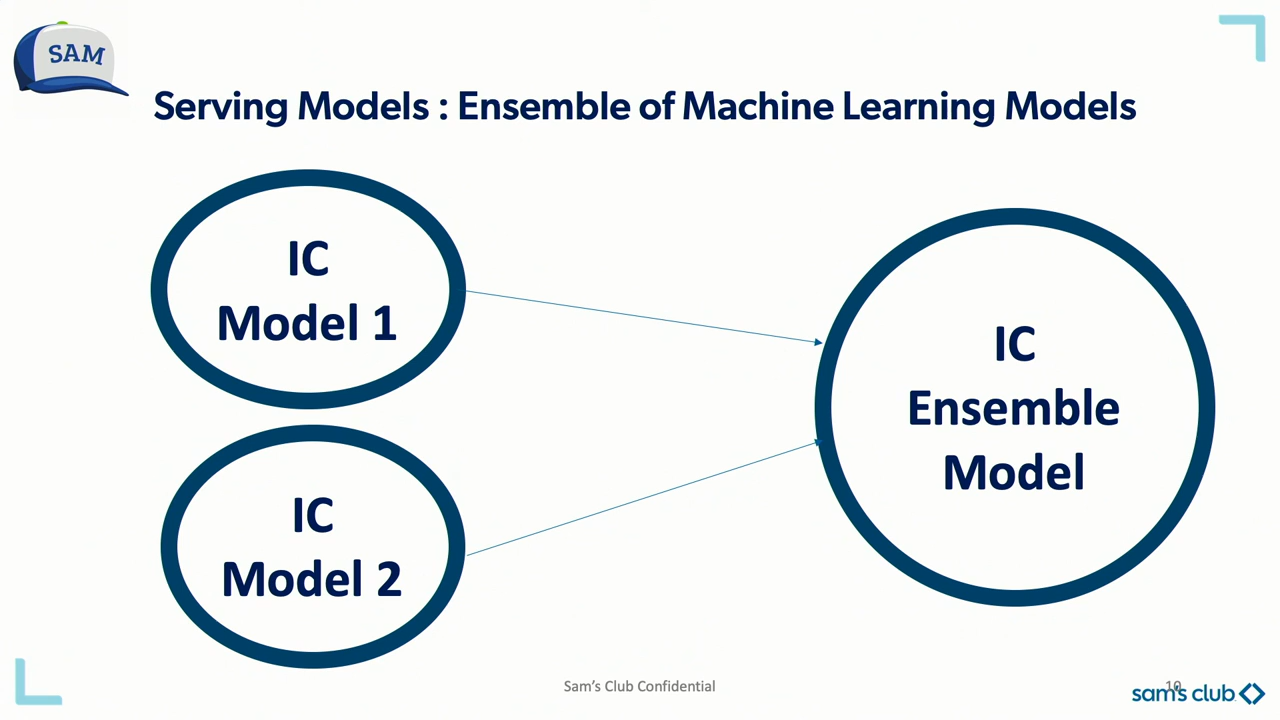 SAM
Serving Models : Ensemble of Machine Learning Models
IC
Model 1
IC
Model 2
IC
Ensemble
Model
Sam's Club Confidential
10
sam's club